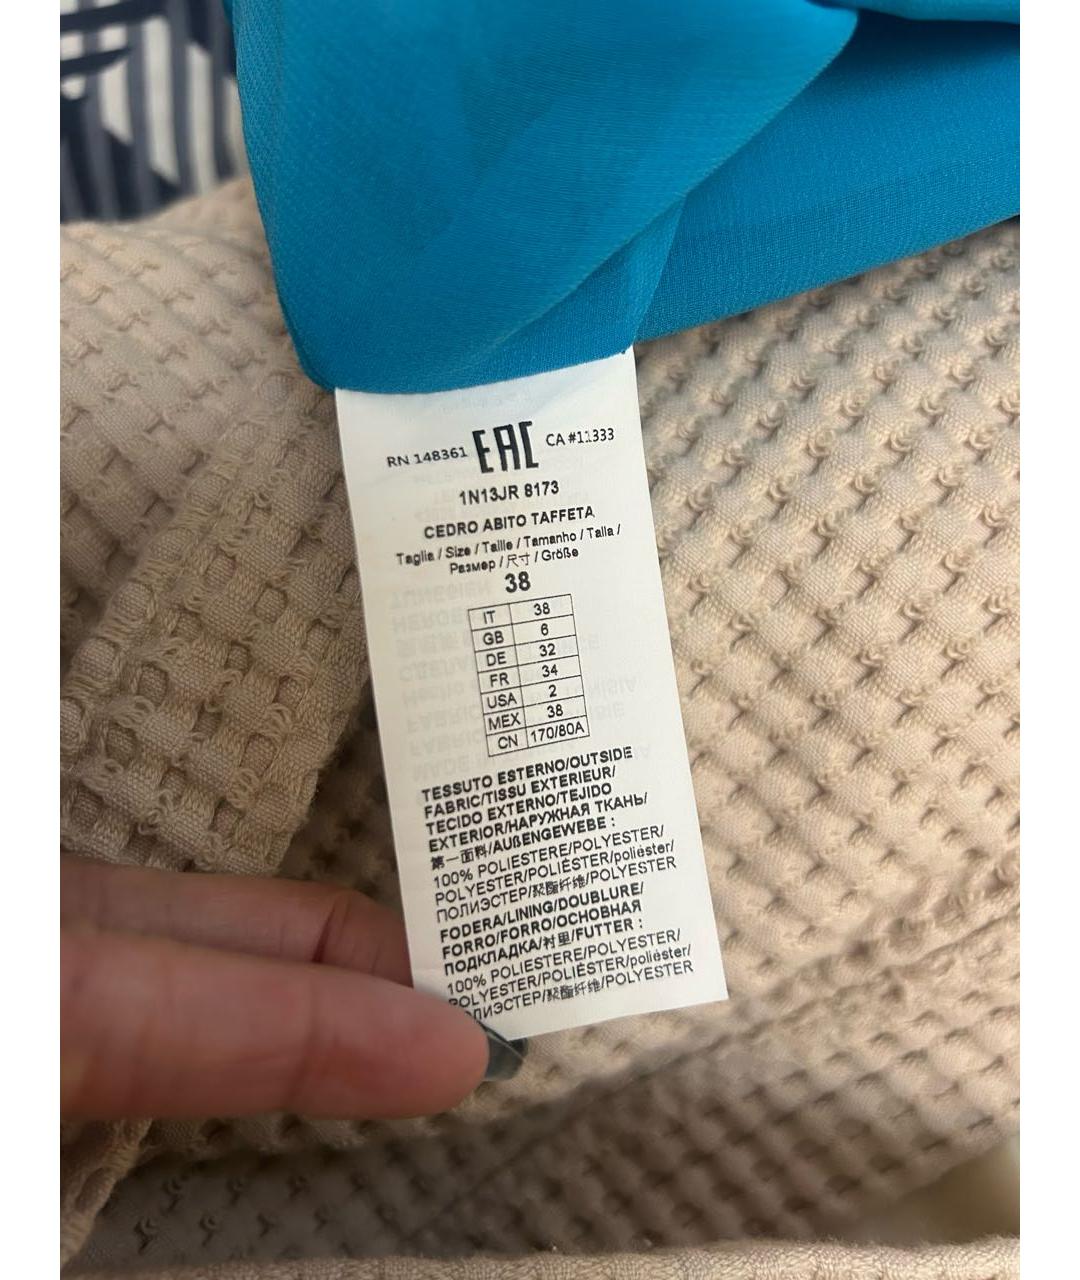 RN 148361 EAC CA #11333
1N13JR 8173
CEDRO ABITO TAFFETA
Taglia / Size / Taille / Tamanho / Talla /
Размер / 尺寸 / Größe
38
IT 38
GB 6
DE 32
FR 34
USA 2
MEX 38
CN 170/80A
TESSUTO ESTERNO/OUTSIDE
FABRIC/TISSU EXTERIEUR/
TECIDO EXTERNO/TEJIDO
EXTERIOR/НАРУЖНАЯ ТКАНЬ/
第一面料/AUßENGEWEBE :
100% POLIESTERE/POLYESTER/
POLYESTER/POLIÉSTER/poliéster/
ПОЛИЭСТЕР/聚酯纤维/POLYESTER
FODERA/LINING/DOUBLURE/
FORRO/FORRO/ОСНОВНАЯ
ПОДКЛАДКА/衬里/FUTTER :
100% POLIESTERE/POLYESTER/
POLYESTER/POLIÉSTER/poliéster/
ПОЛИЭСТЕР/聚酯纤维/POLYESTER